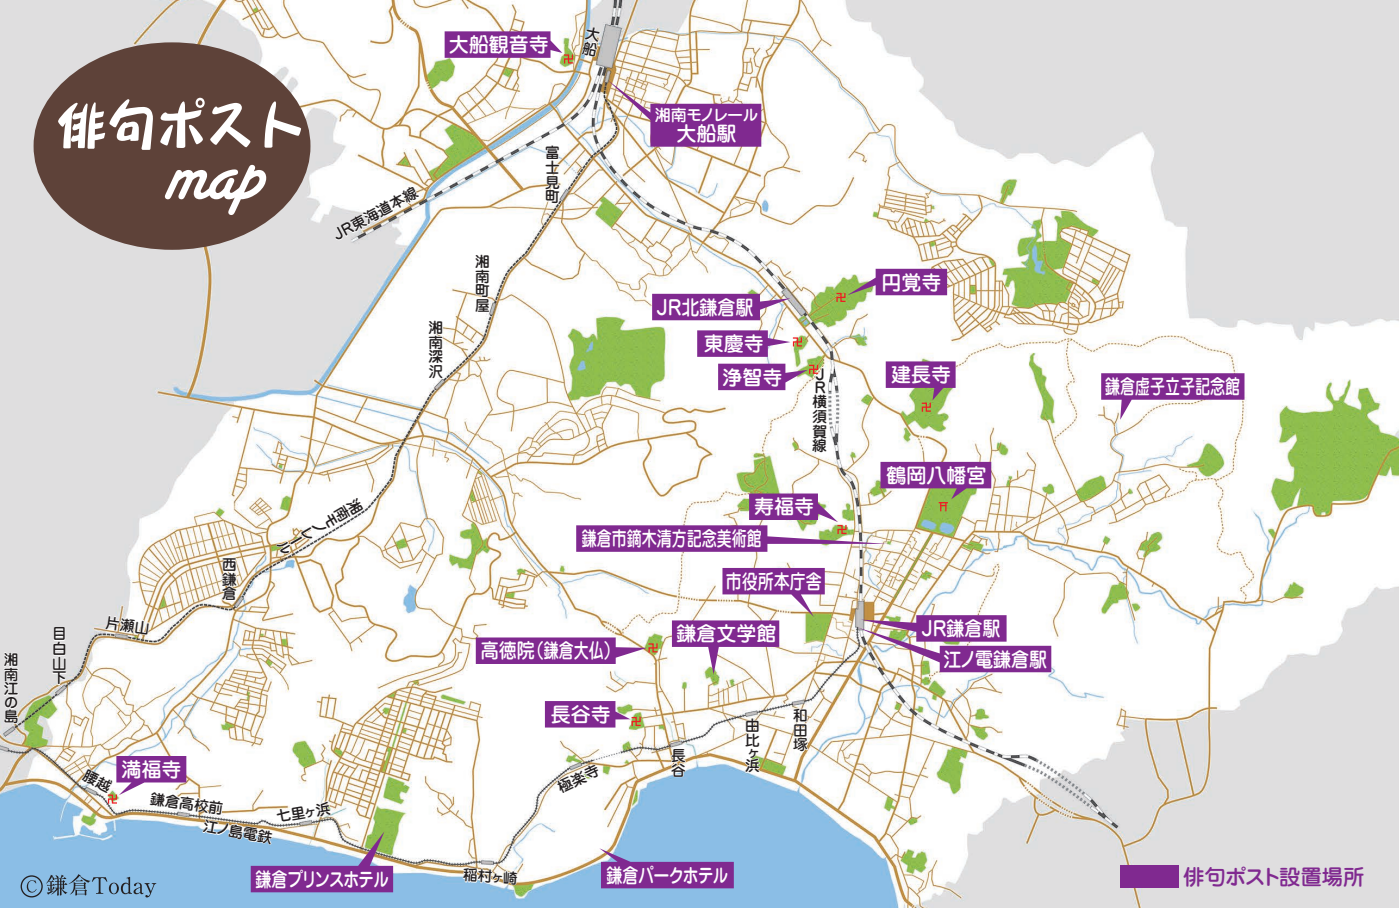 俳句ポスト
map
大船観音寺
大船
湘南モノレール
大船駅
富士見町
JR東海道本線
湘南町屋
湘南深沢
円覚寺
JR北鎌倉駅
東慶寺
浄智寺
JR横須賀線
建長寺
鎌倉虚子立子記念館
鶴岡八幡宮
寿福寺
鎌倉市鏑木清方記念美術館
湘南モノレール
西鎌倉
市役所本庁舎
片瀬山
目白山下
湘南江の島
鎌倉文学館
JR鎌倉駅
高徳院(鎌倉大仏)
江ノ電鎌倉駅
長谷寺
和田塚
由比ヶ浜
長谷
極楽寺
満福寺
腰越
鎌倉高校前
七里ヶ浜
江ノ島電鉄
稲村ヶ崎
鎌倉プリンスホテル
鎌倉パークホテル
俳句ポスト設置場所
©鎌倉Today